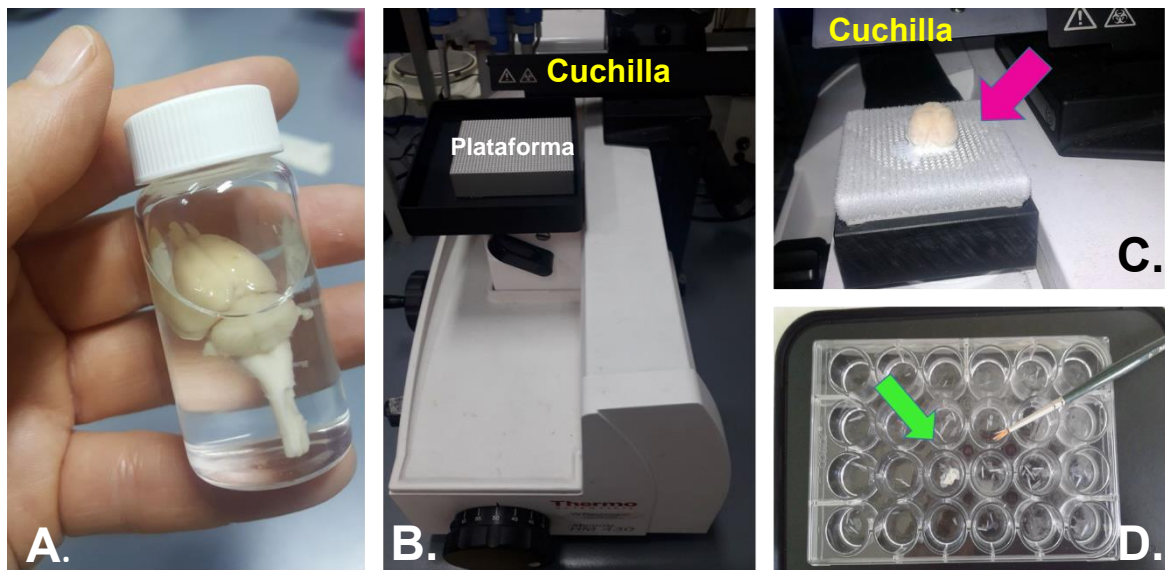 A.
Cuchilla
Plataforma
Thermo
B.
Cuchilla
C.
D.